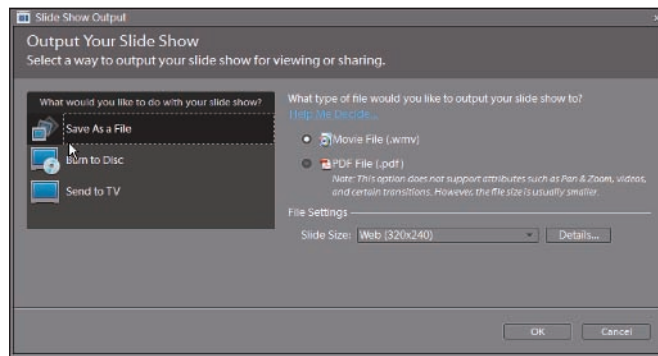 Slide Show Output
Output Your Slide Show
Select a way to output your slide show for viewing or sharing.
What would you like to do with your slide show?
Save As a File
Burn to Disc
Send to TV
What type of file would you like to output your slide show to?
Help Me Decide...
Movie File (.wmv)
PDF File (.pdf)
Note: This option does not support attributes such as Pan & Zoom, videos,
and certain transitions. However, the file size is usually smaller.
File Settings
Slide Size: Web (320x240) Details...
OK Cancel